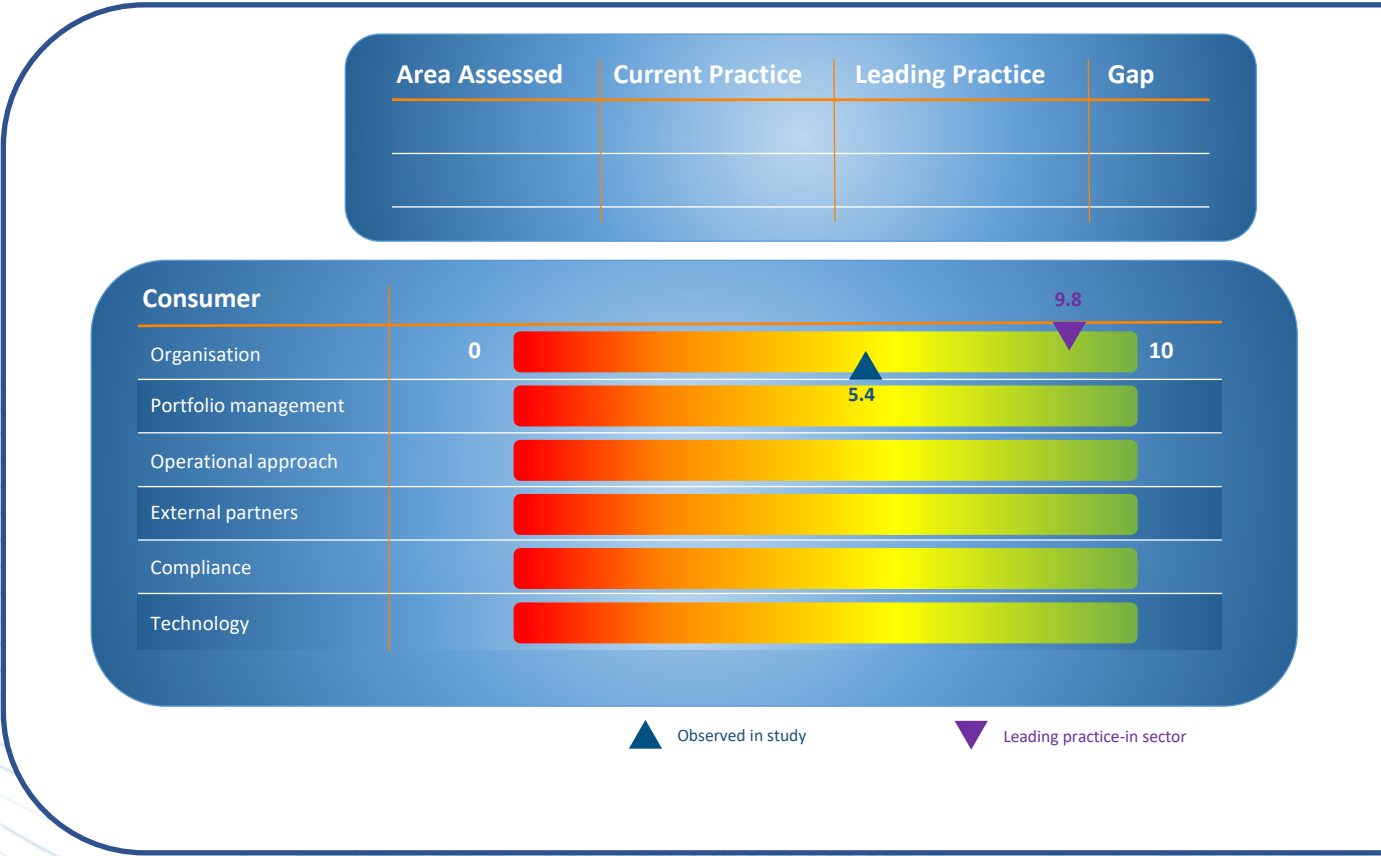 Area Assessed Current Practice Leading Practice Gap
Consumer
9.8
Organisation 0 10
5.4
Portfolio management
Operational approach
External partners
Compliance
Technology
Observed in study Leading practice-in sector